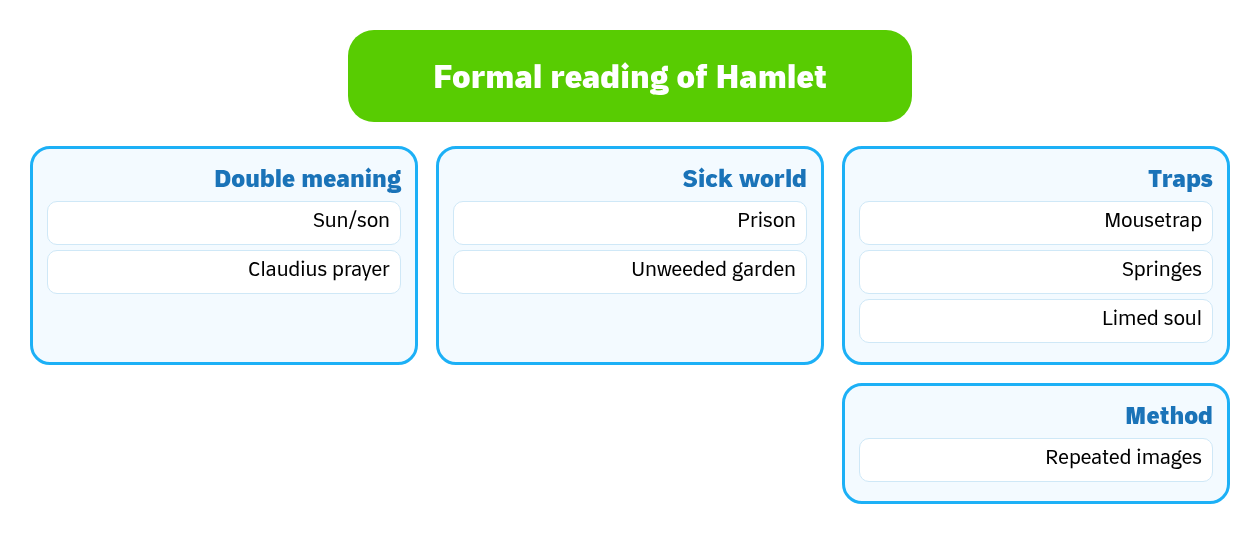 Formal reading of Hamlet
Double meaning
Sun/son
Claudius prayer
Sick world
Prison
Unweeded garden
Traps
Mousetrap
Springes
Limed soul
Method
Repeated images